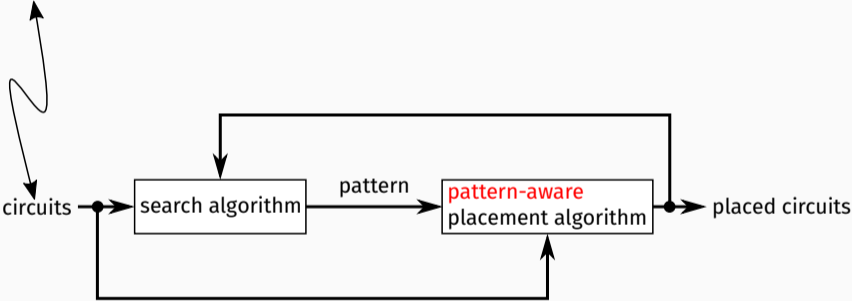 pattern
circuits
search algorithm
pattern-aware
placement algorithm
placed circuits